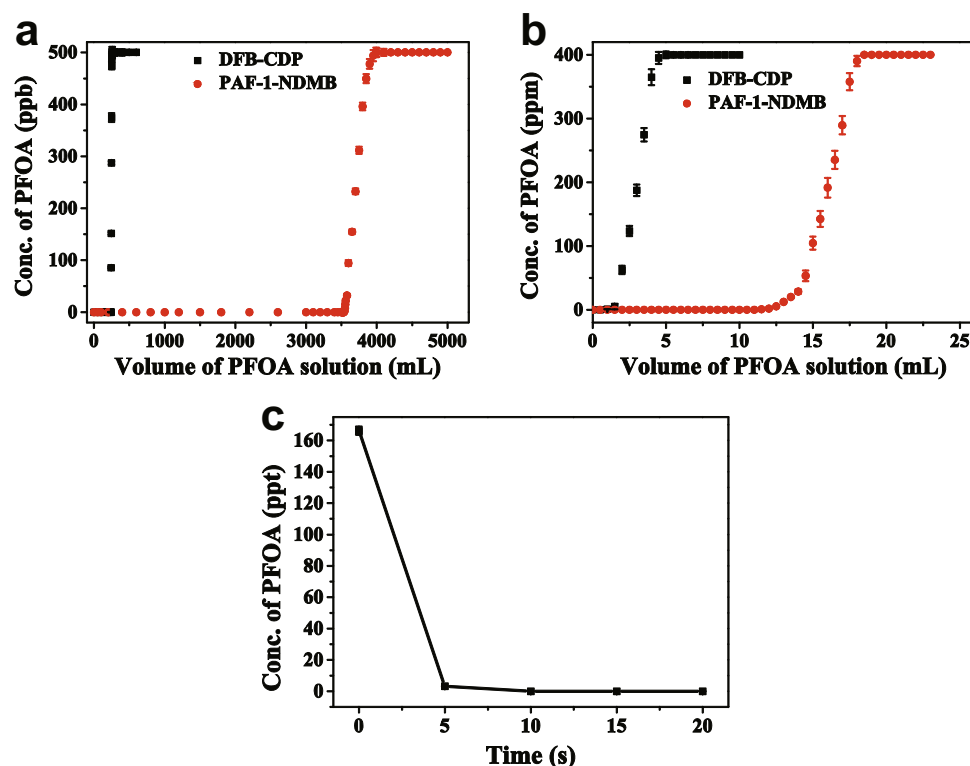 a
Conc. of PFOA (ppb)
500
400
300
200
100
0
DFB-CDP
PAF-1-NDMB
0 1000 2000 3000 4000 5000
Volume of PFOA solution (mL)
b
Conc. of PFOA (ppm)
400
300
200
100
0
DFB-CDP
PAF-1-NDMB
0 5 10 15 20 25
Volume of PFOA solution (mL)
c
Conc. of PFOA (ppt)
160
140
120
100
80
60
40
20
0
0 5 10 15 20
Time (s)